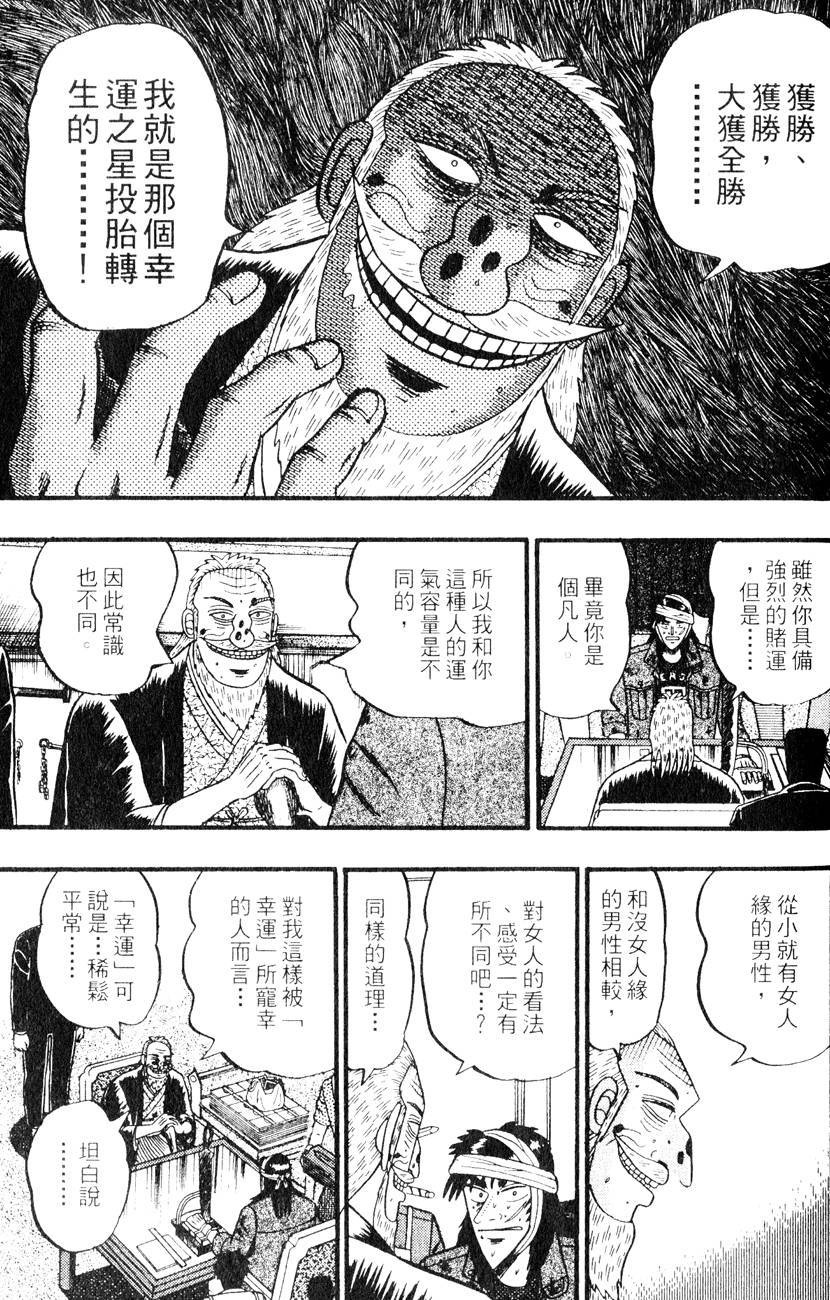 獲勝、
獲勝，
大獲全勝
………
我就是那個幸
運之星投胎轉
生的………！
雖然你具備
強烈的賭運
，但是……
畢竟你是
個凡人。
所以我和你
這種人的運
氣容量是不
同的，
因此常識
也不同。
從小就有女人
緣的男性，
和沒女人緣
的男性相較，
對女人的看法
、感受一定有
所不同吧…？
同樣的道理…
對我這樣被「
幸運」所寵幸
的人而言…
「幸運」可
說是…稀鬆
平常……
坦白說
……